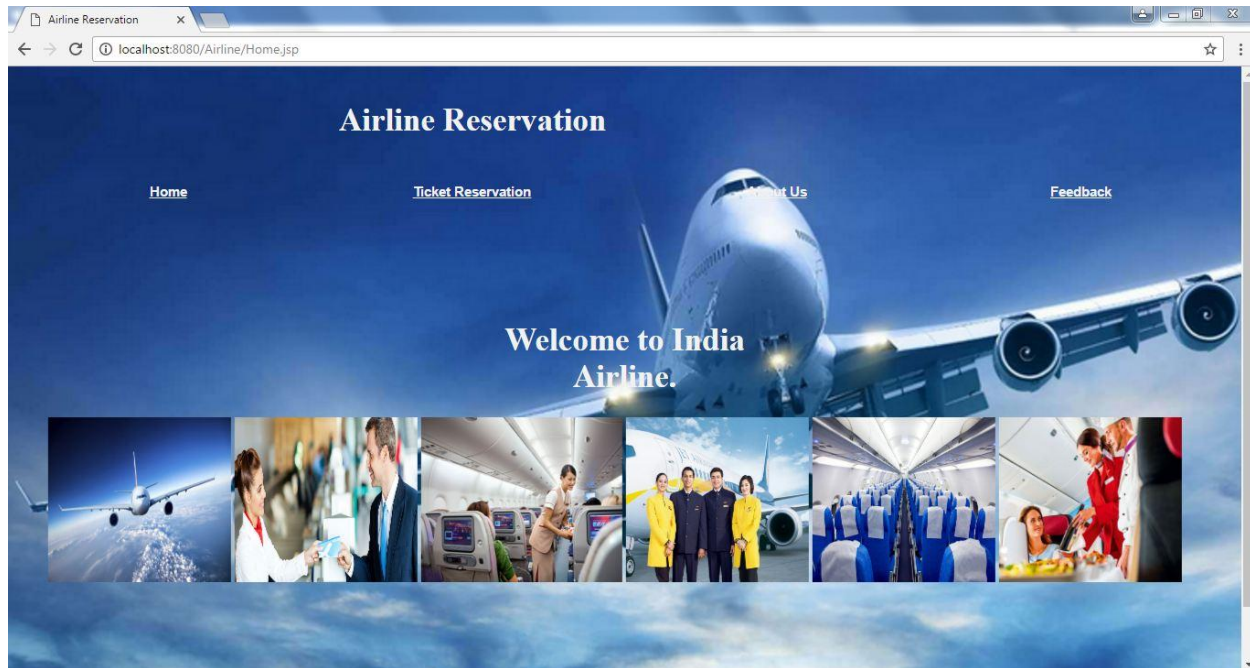 Airline Reservation
localhost:8080/Airline/Home.jsp
Airline Reservation
Home Ticket Reservation About Us Feedback
Welcome to India
Airline.